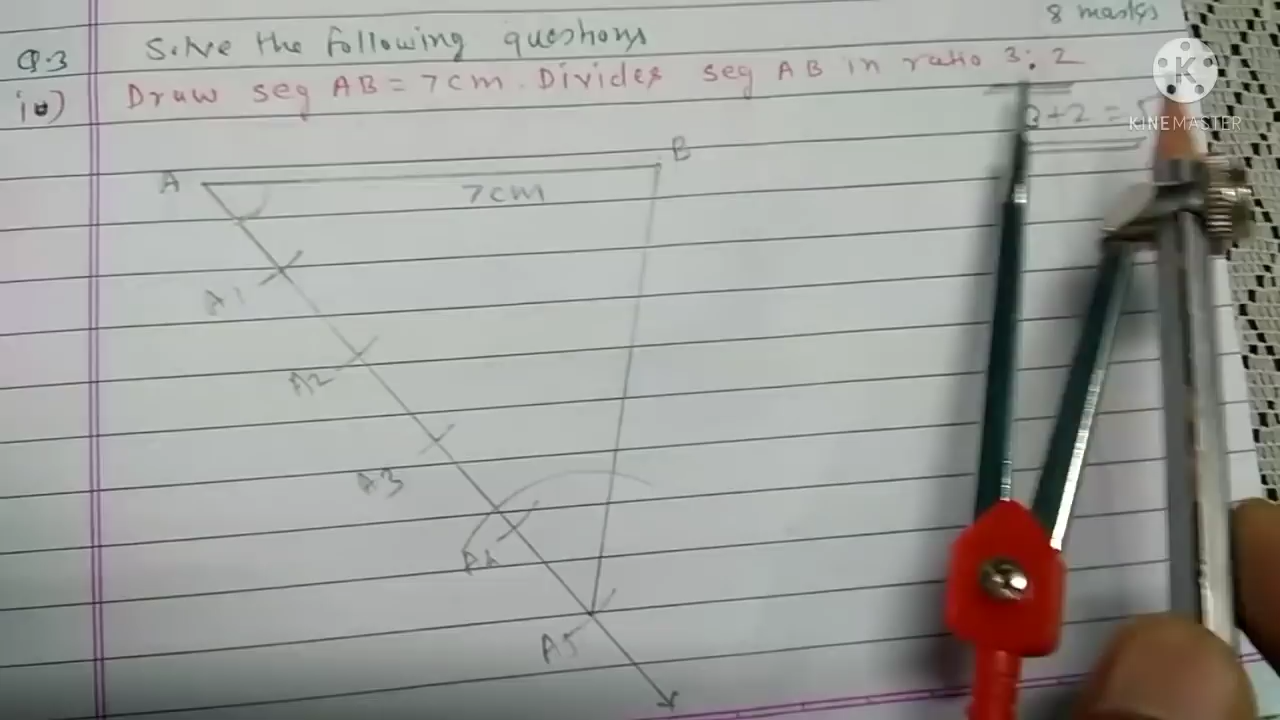 8 marks
Q.3 Solve the following questions
iv) Draw seg AB = 7cm. Divides seg AB in ratio 3:2
3+2 = 5
KINEMASTER
A B
7cm
A1
A2
A3
A4
A5